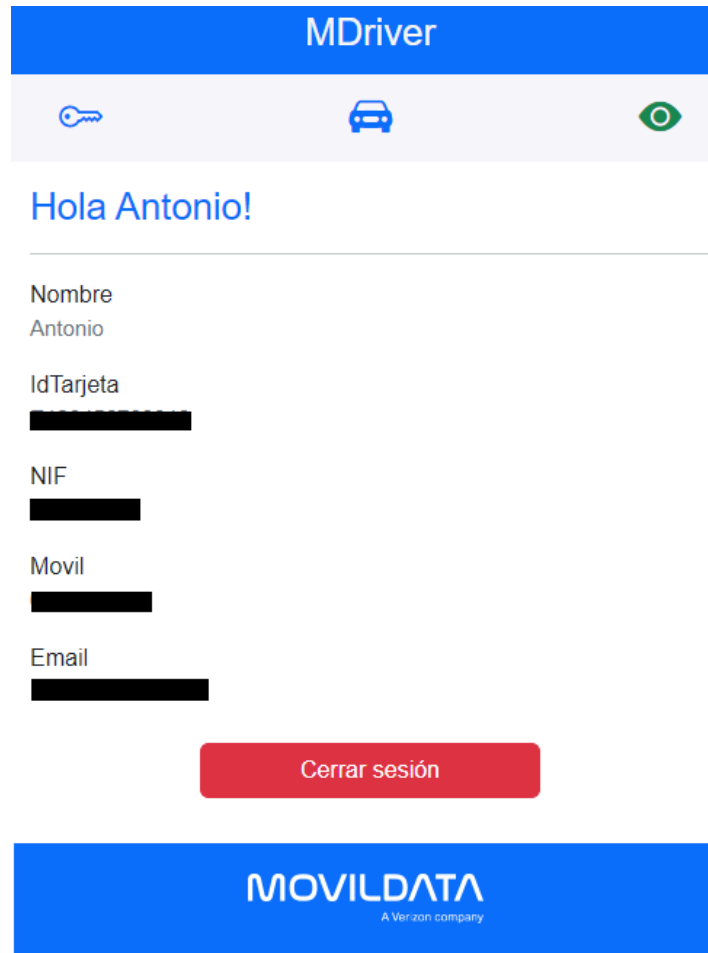 MDriver
Hola Antonio!
Nombre
Antonio
IdTarjeta
NIF
Movil
Email
Cerrar sesión
MOVILDATA
A Verizon company